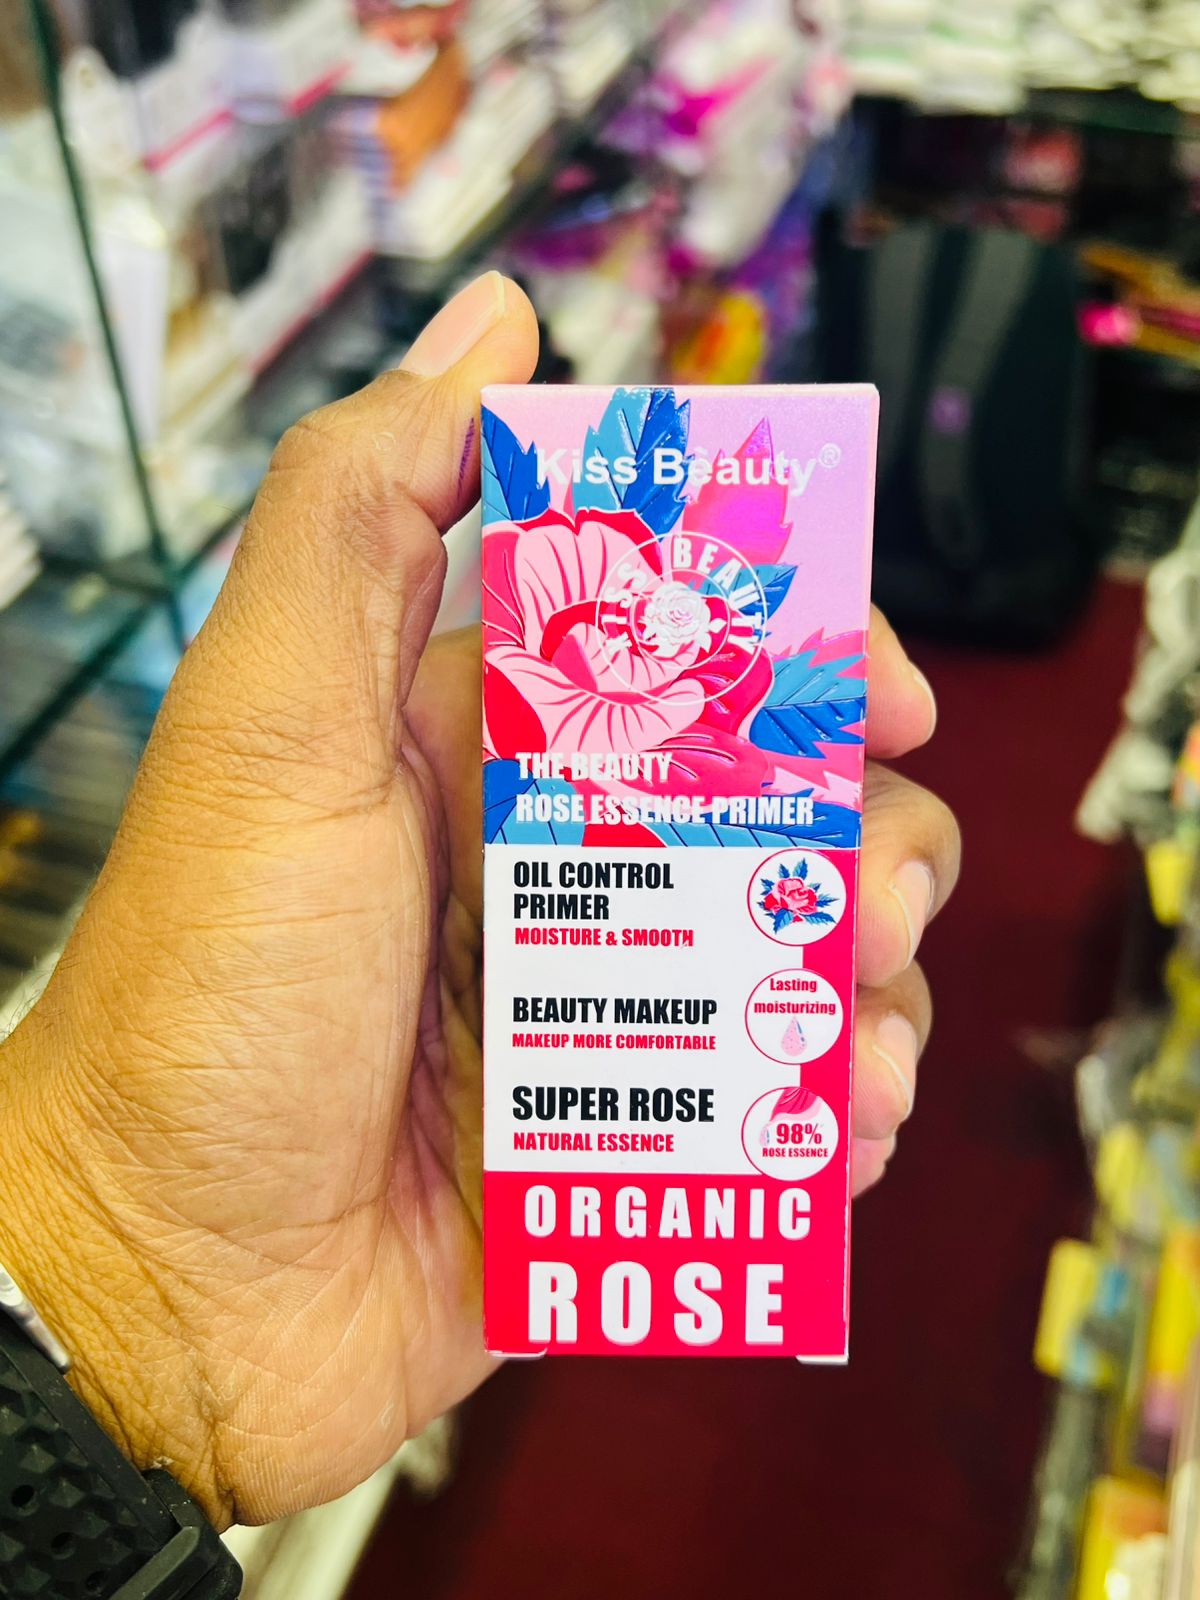 Kiss Beauty®
KISS BEAUTY
THE BEAUTY
ROSE ESSENCE PRIMER
OIL CONTROL
PRIMER
MOISTURE & SMOOTH
Lasting
moisturizing
BEAUTY MAKEUP
MAKEUP MORE COMFORTABLE
SUPER ROSE
NATURAL ESSENCE
98%
ROSE ESSENCE
ORGANIC
ROSE